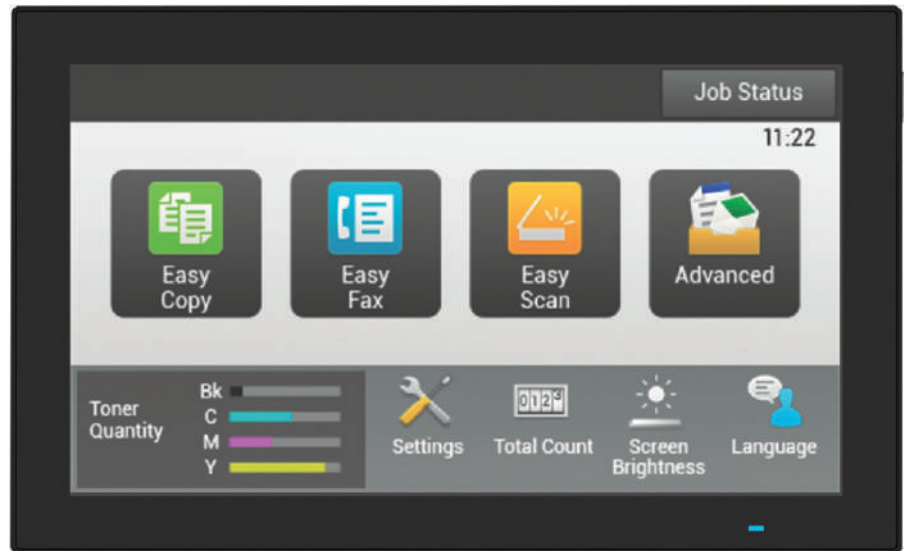 Job Status
11:22
Easy
Copy
Easy
Fax
Easy
Scan
Advanced
Toner
Quantity
Bk
C
M
Y
0123
Settings
Total Count
Screen
Brightness
Language